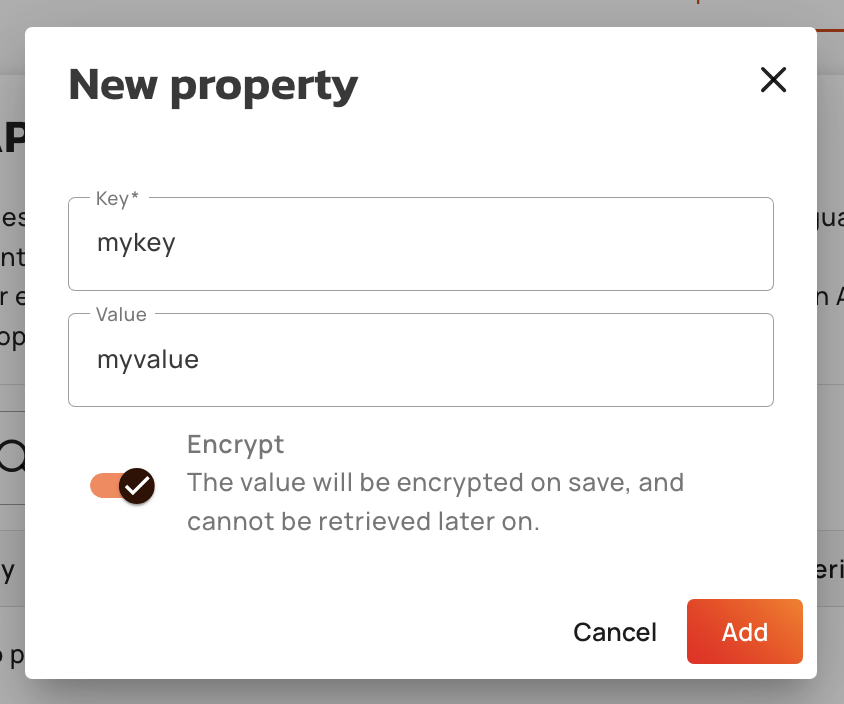 New property
Key*
mykey
Value
myvalue
Encrypt
The value will be encrypted on save, and
cannot be retrieved later on.
Cancel
Add